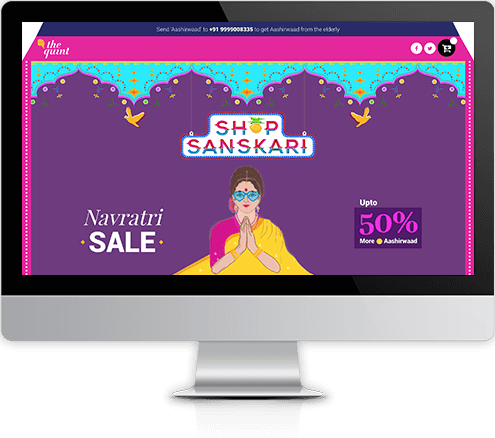 Send 'Aashirwaad' to +91 9999008335 to get Aashirwaad from the elderly
the
quint
SHOP
SANSKARI
Navratri
SALE
Upto
50%
More Aashirwaad